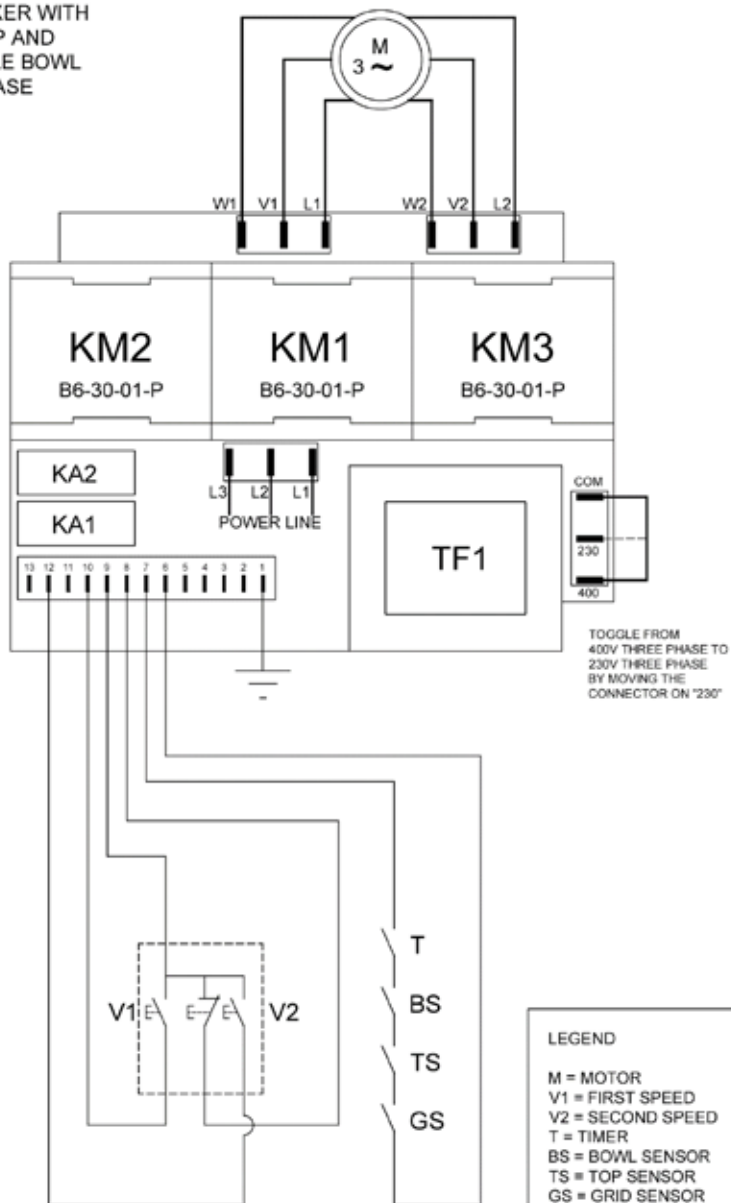 P AND
E BOWL
M
3 ~
W1 V1 L1 W2 V2 L2
KM2 KM1 KM3
B6-30-01-P B6-30-01-P B6-30-01-P
KA2
KA1
L3 L2 L1
POWER LINE
TF1
COM
230
400
13 12 11 10 9 8 7 6 5 4 3 2 1
TOGGLE FROM
400V THREE PHASE TO
230V THREE PHASE
BY MOVING THE
CONNECTOR ON "230"
T
V1 V2 BS
TS
GS
LEGEND
M = MOTOR
V1 = FIRST SPEED
V2 = SECOND SPEED
T = TIMER
BS = BOWL SENSOR
TS = TOP SENSOR
GS = GRID SENSOR